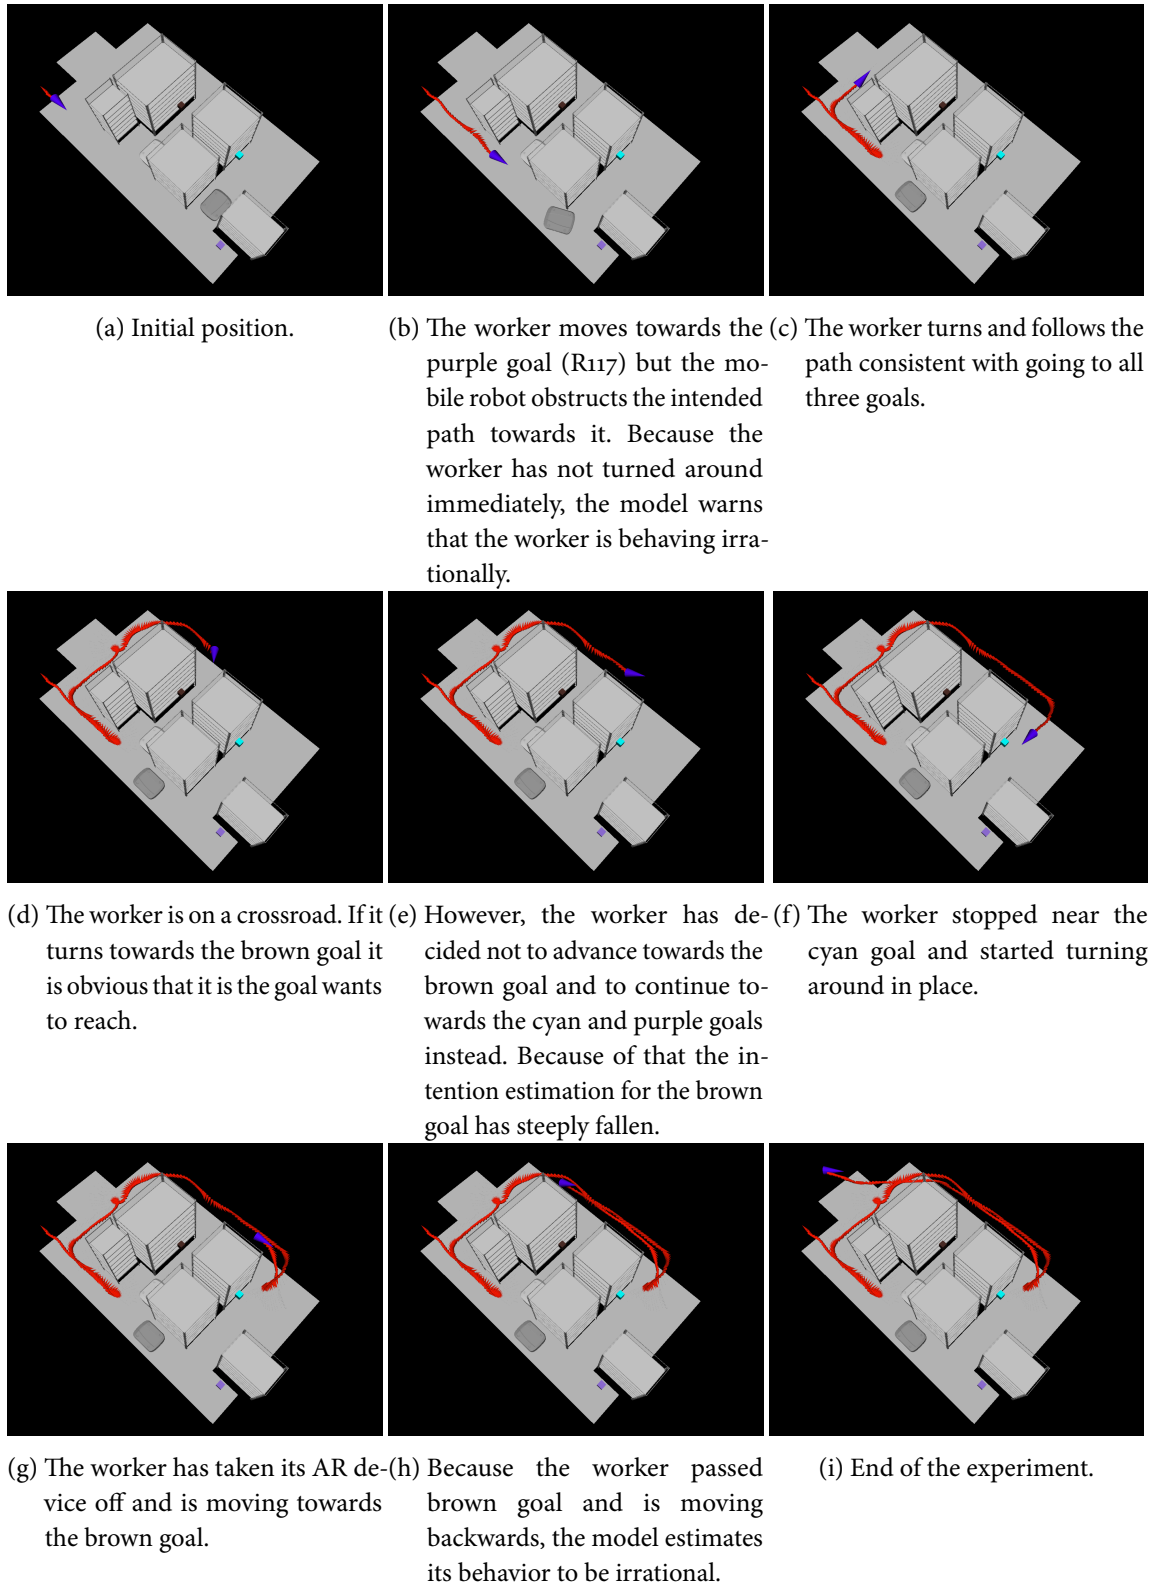 (a) Initial position.
(b) The worker moves towards the
purple goal (R117) but the mo-
bile robot obstructs the intended
path towards it. Because the
worker has not turned around
immediately, the model warns
that the worker is behaving irra-
tionally.
(c) The worker turns and follows the
path consistent with going to all
three goals.
(d) The worker is on a crossroad. If it
turns towards the brown goal it
is obvious that it is the goal wants
to reach.
(e) However, the worker has de-
cided not to advance towards the
brown goal and to continue to-
wards the cyan and purple goals
instead. Because of that the in-
tention estimation for the brown
goal has steeply fallen.
(f) The worker stopped near the
cyan goal and started turning
around in place.
(g) The worker has taken its AR de-
vice off and is moving towards
the brown goal.
(h) Because the worker passed
brown goal and is moving
backwards, the model estimates
its behavior to be irrational.
(i) End of the experiment.